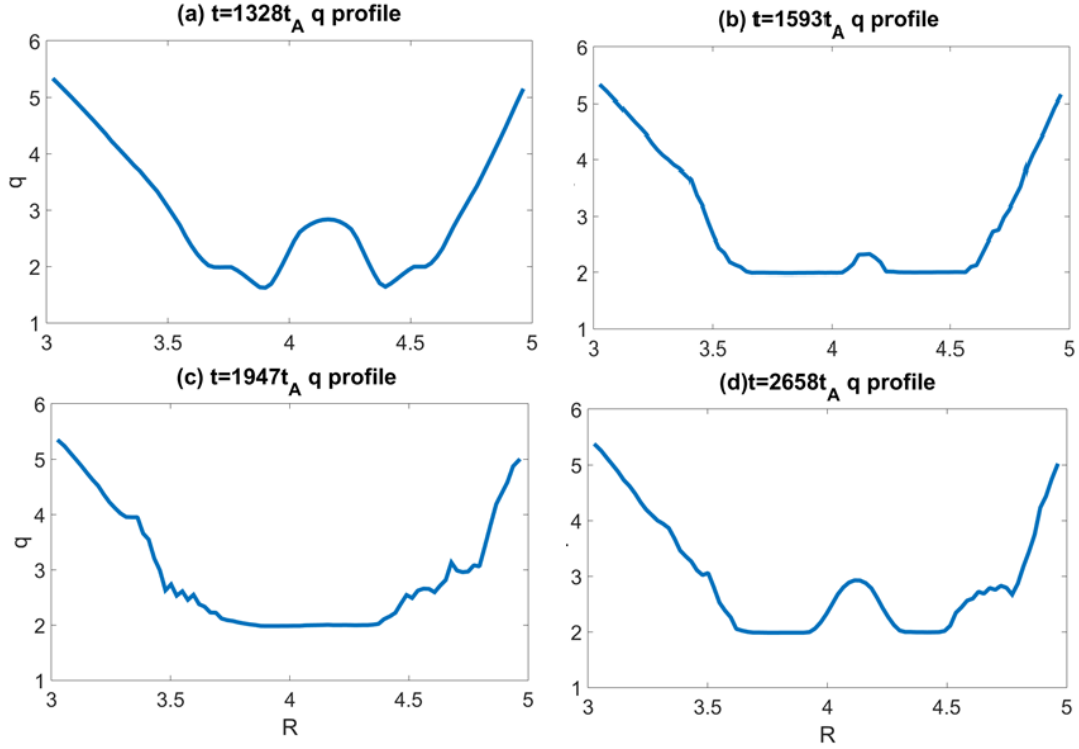 (a) t=1328t_A q profile
6
5
4
3
2
1
q
3 3.5 4 4.5 5
(b) t=1593t_A q profile
6
5
4
3
2
1
3 3.5 4 4.5 5
(c) t=1947t_A q profile
6
5
4
3
2
1
q
3 3.5 4 4.5 5
R
(d)t=2658t_A q profile
6
5
4
3
2
1
3 3.5 4 4.5 5
R